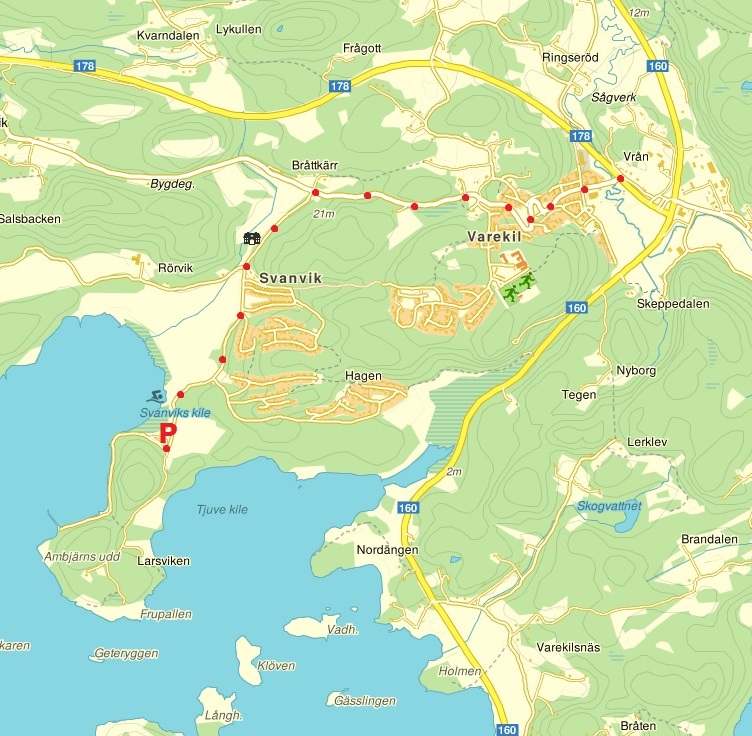 12m
Lykullen
Kvarndalen
Frågott
Ringseröd
178
160
178
Sågverk
ik
178
Vrån
Bråttkärr
Bygdeg.
Salsbacken
21m
Varekil
Rörvik
Svanvik
160
Skeppedalen
Hagen
Nyborg
Tegen
Svanviks kile
P
Lerklev
2m
Tjuve kile
160
Skogvattnet
Brandalen
Nordängen
Ambjärns udd
Larsviken
Frupallen
Vadh.
karen
Geteryggen
Varekilsnäs
Klöven
Holmen
Gässlingen
Långh.
160
Bråten